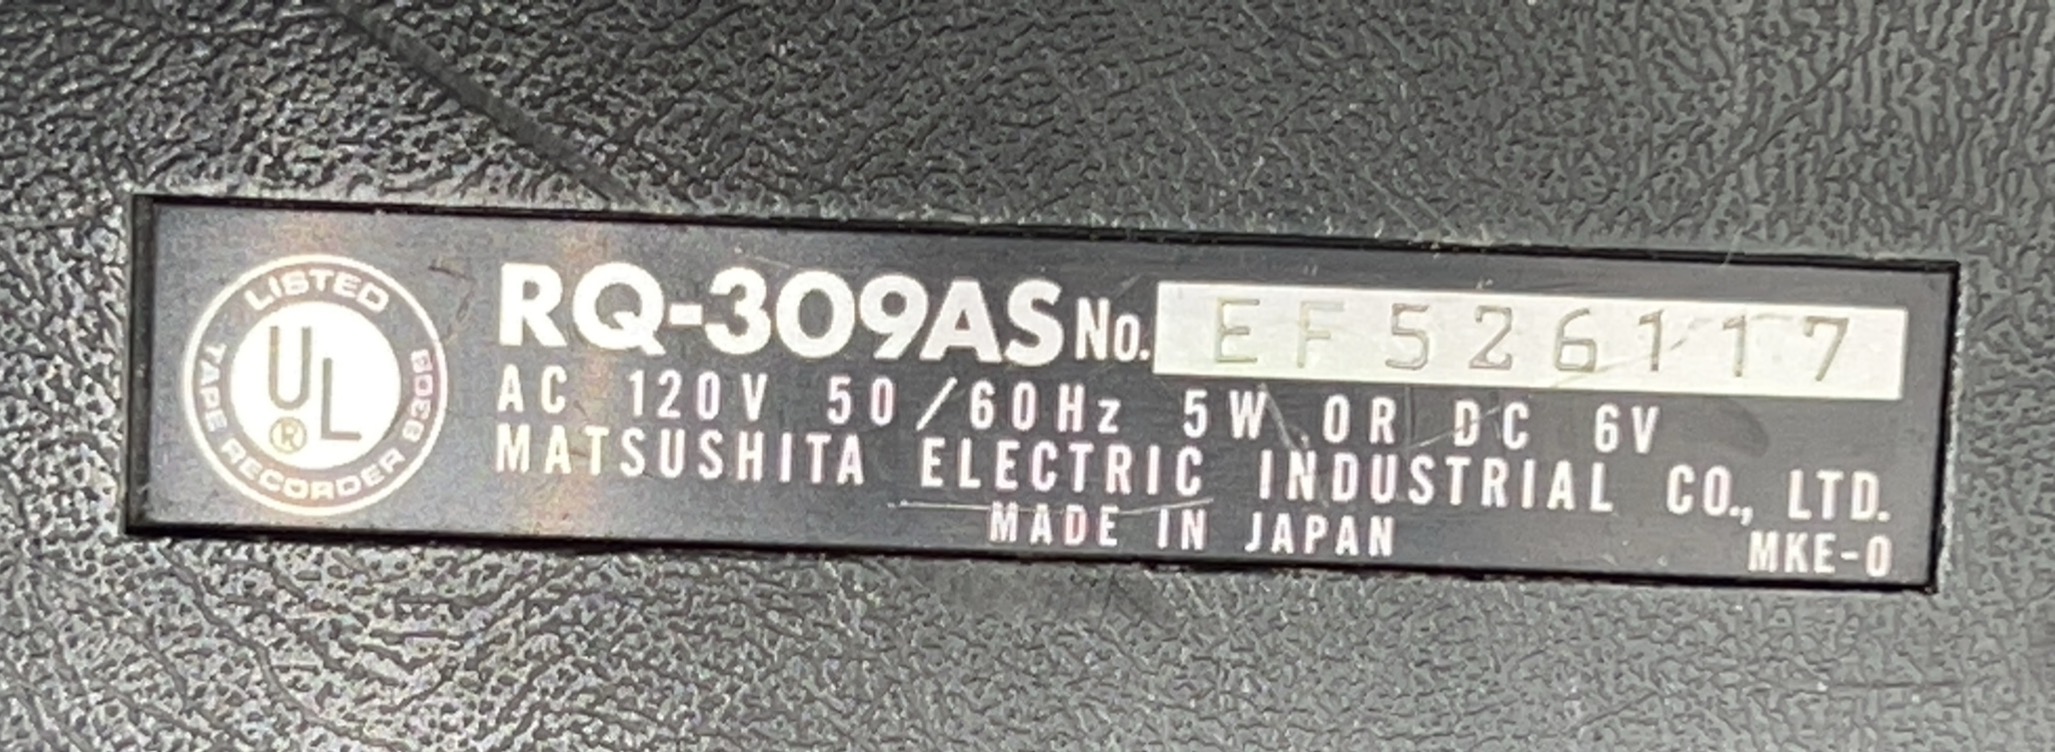 LISTED
UL
®
TAPE RECORDER 930B
RQ-309AS No. EF526117
AC 120V 50/60Hz 5W OR DC 6V
MATSUSHITA ELECTRIC INDUSTRIAL CO., LTD.
MADE IN JAPAN
MKE-0